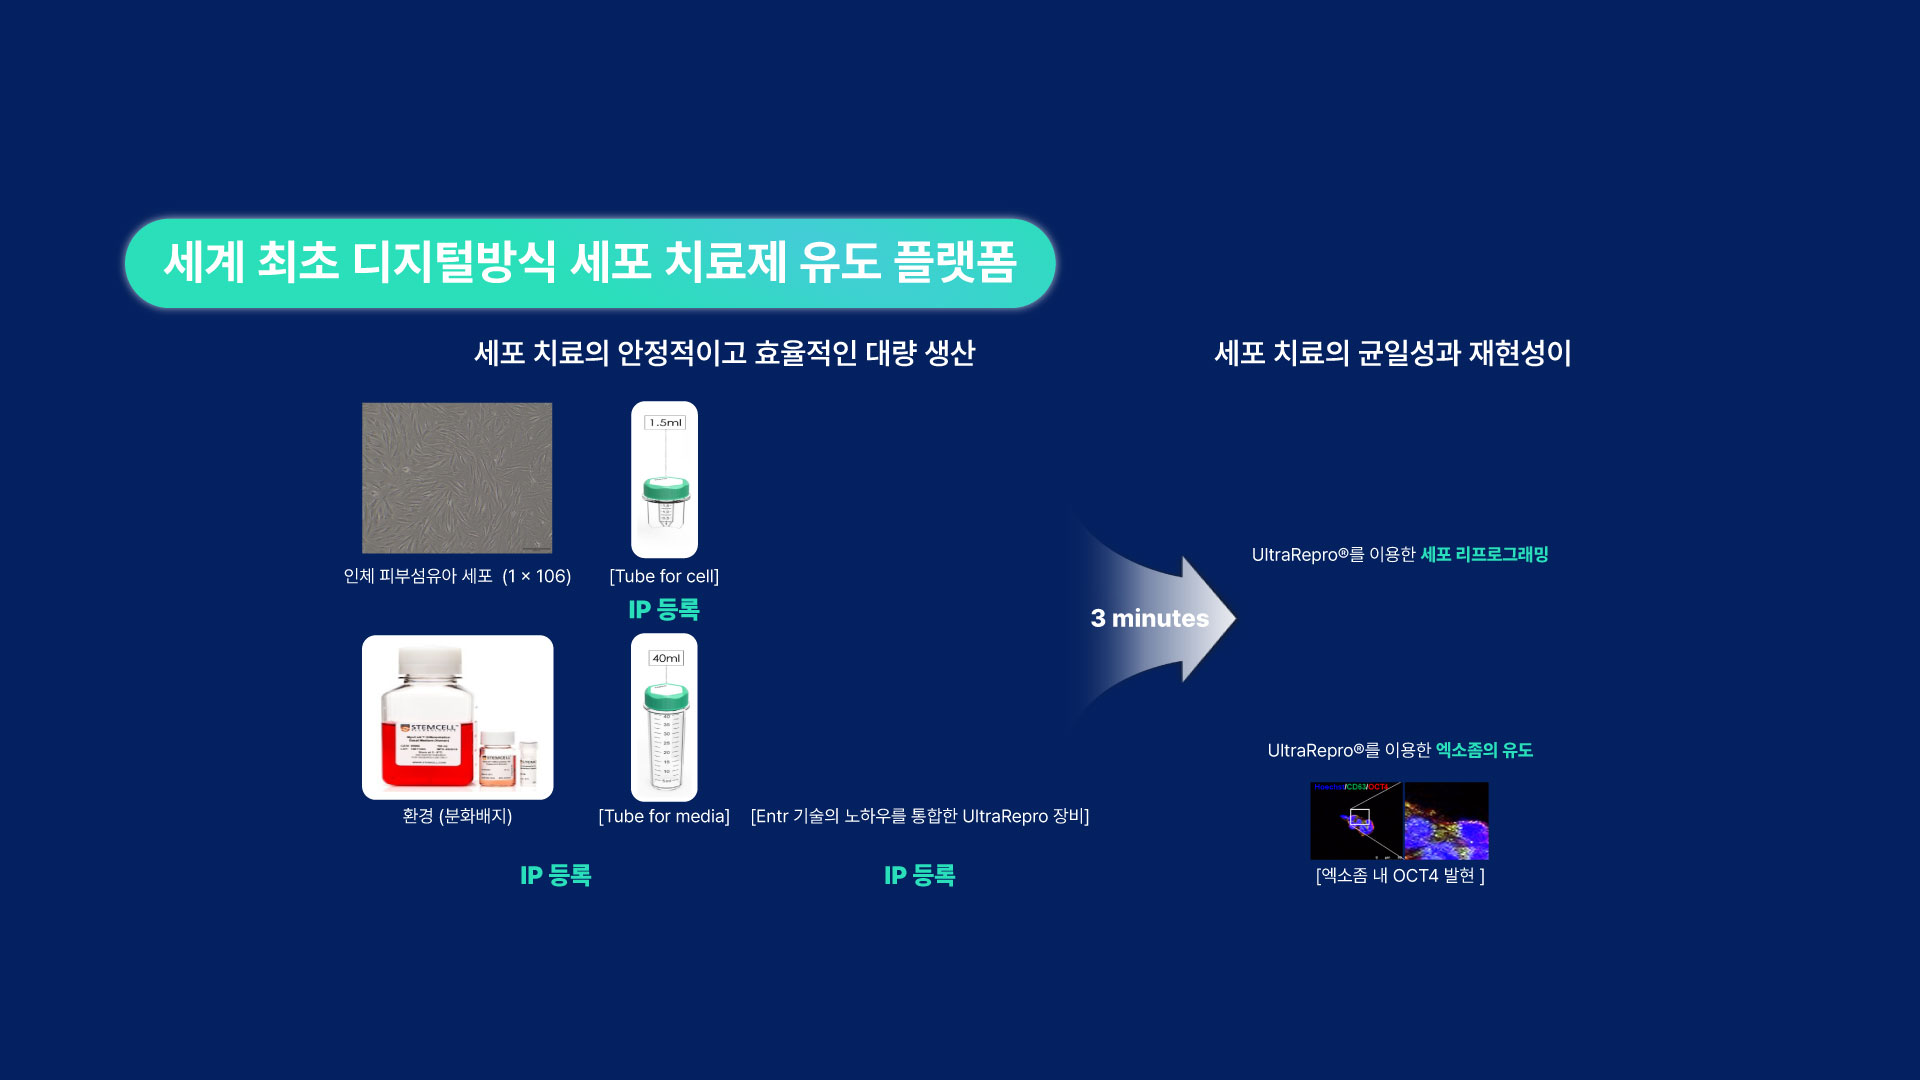 세계 최초 디지털방식 세포 치료제 유도 플랫폼
세포 치료의 안정적이고 효율적인 대량 생산
세포 치료의 균일성과 재현성이
1.5ml
인체 피부섬유아 세포 (1 × 106)
[Tube for cell]
IP 등록
40ml
STEMCELL
환경 (분화배지)
[Tube for media]
[Entr 기술의 노하우를 통합한 UltraRepro 장비]
IP 등록
IP 등록
3 minutes
UltraRepro®를 이용한 세포 리프로그래밍
UltraRepro®를 이용한 엑소좀의 유도
/CD63/OCT4
[엑소좀 내 OCT4 발현 ]